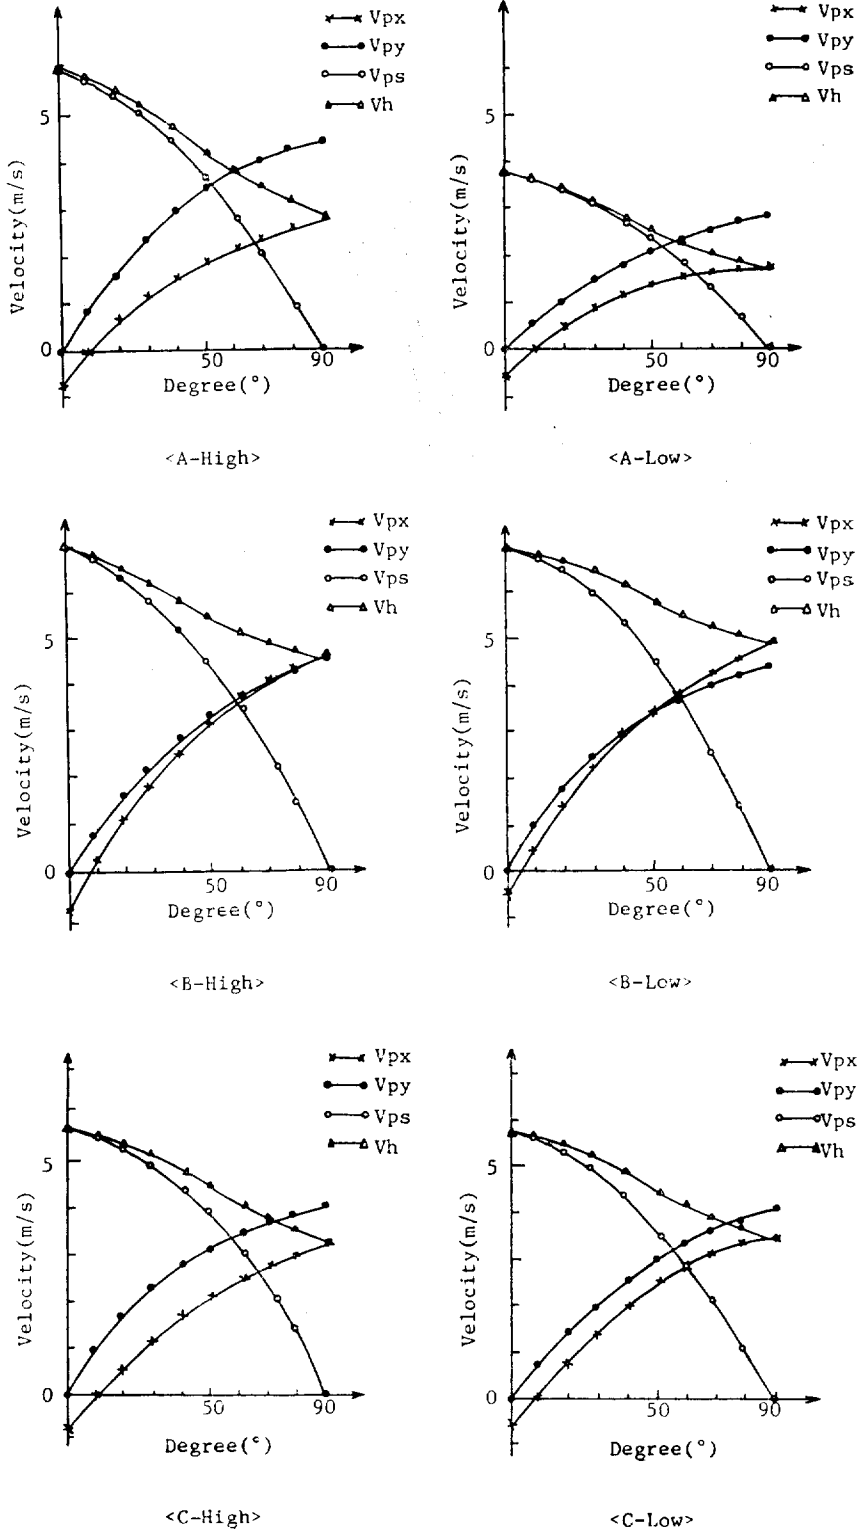 Vpx
Vpy
Vps
Vh
Velocity(m/s)
5
0
50
90
Degree(°)
<A-High>
Vpx
Vpy
Vps
Vh
Velocity(m/s)
5
0
50
90
Degree(°)
<A-Low>
Vpx
Vpy
Vps
Vh
Velocity(m/s)
5
0
50
90
Degree(°)
<B-High>
Vpx
Vpy
Vps
Vh
Velocity(m/s)
5
0
50
90
Degree(°)
<B-Low>
Vpx
Vpy
Vps
Vh
Velocity(m/s)
5
0
50
90
Degree(°)
<C-High>
Vpx
Vpy
Vps
Vh
Velocity(m/s)
5
0
50
90
Degree(°)
<C-Low>